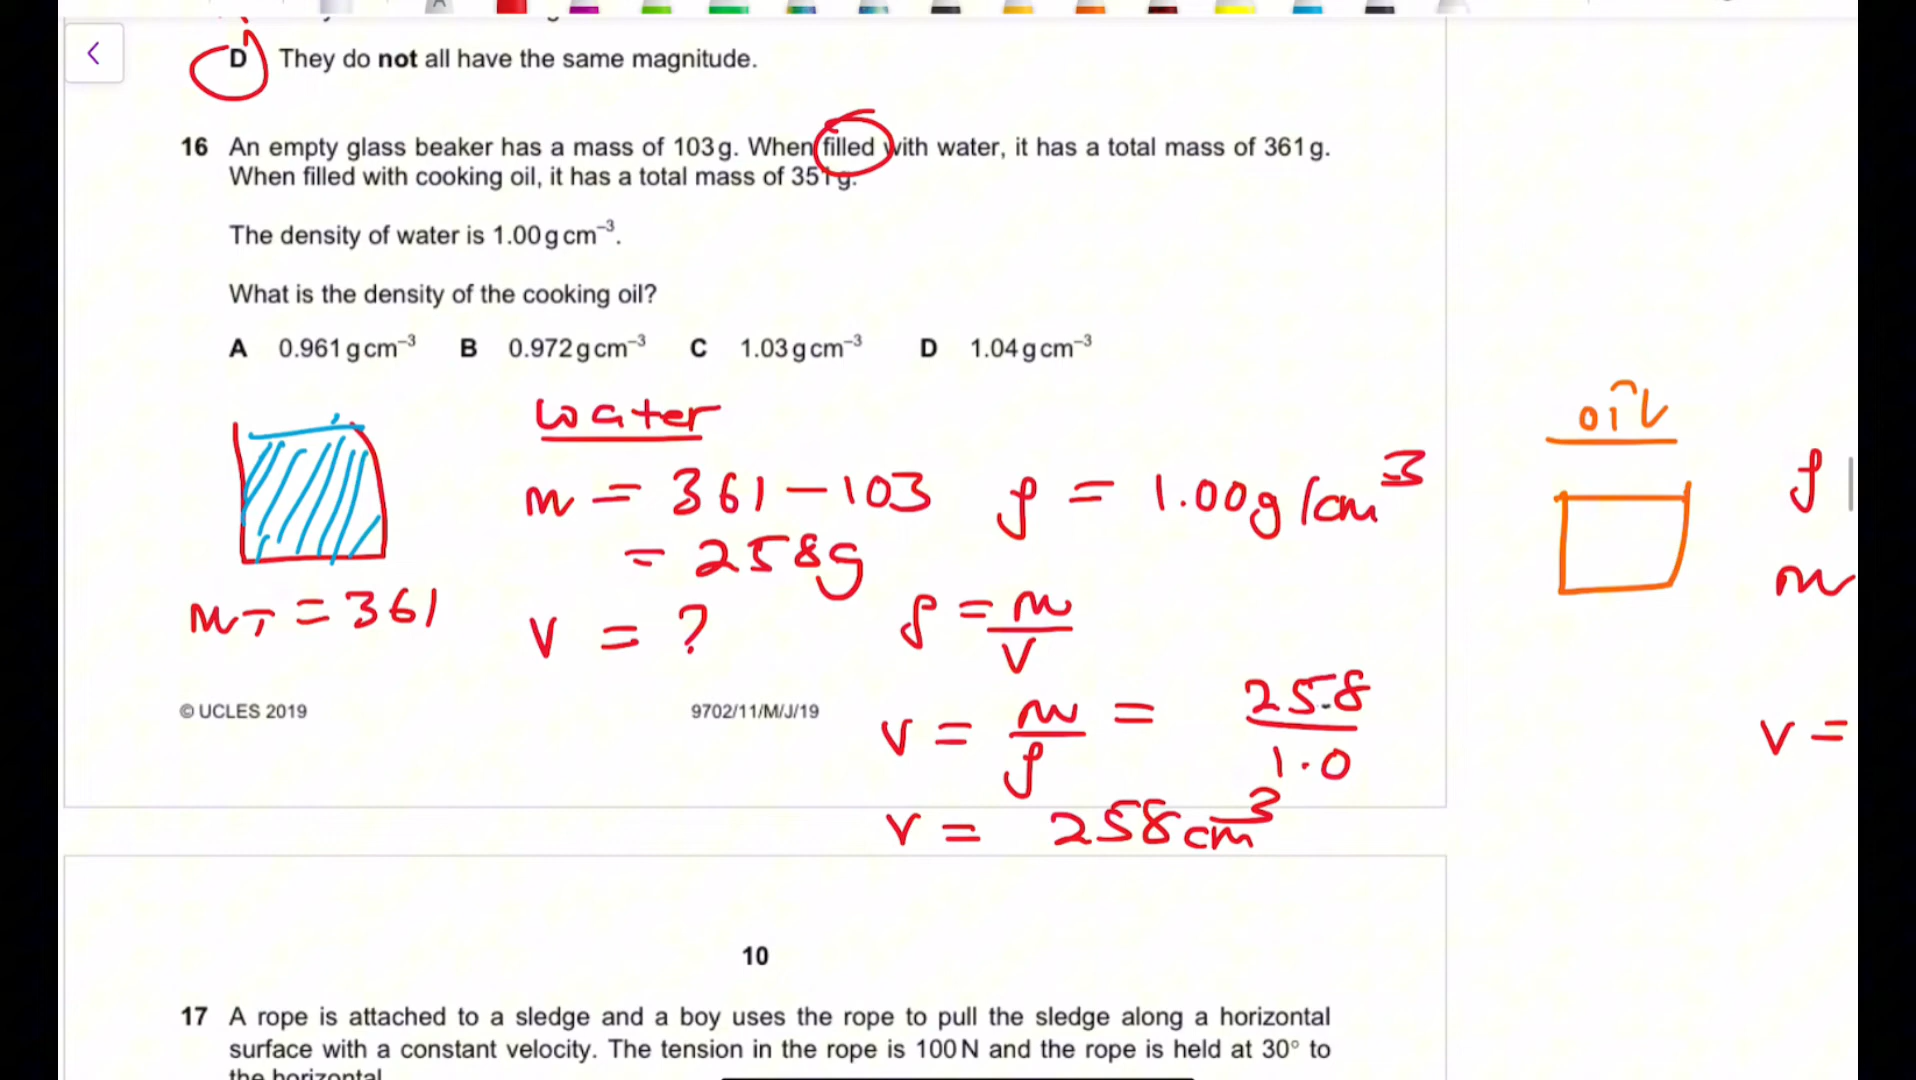 D They do not all have the same magnitude.
16 An empty glass beaker has a mass of 103 g. When filled with water, it has a total mass of 361 g.
When filled with cooking oil, it has a total mass of 351 g.
The density of water is 1.00 g cm⁻³.
What is the density of the cooking oil?
A 0.961 g cm⁻³ B 0.972 g cm⁻³ C 1.03 g cm⁻³ D 1.04 g cm⁻³
water
oil
m = 361 – 103 ρ = 1.00g/cm³
ρ
= 258g
m
mT = 361
v = ?
ρ = m/V
© UCLES 2019 9702/11/M/J/19
v = m/ρ = 258/1.0
v =
v = 258cm³
10
17 A rope is attached to a sledge and a boy uses the rope to pull the sledge along a horizontal
surface with a constant velocity. The tension in the rope is 100 N and the rope is held at 30° to
the horizontal